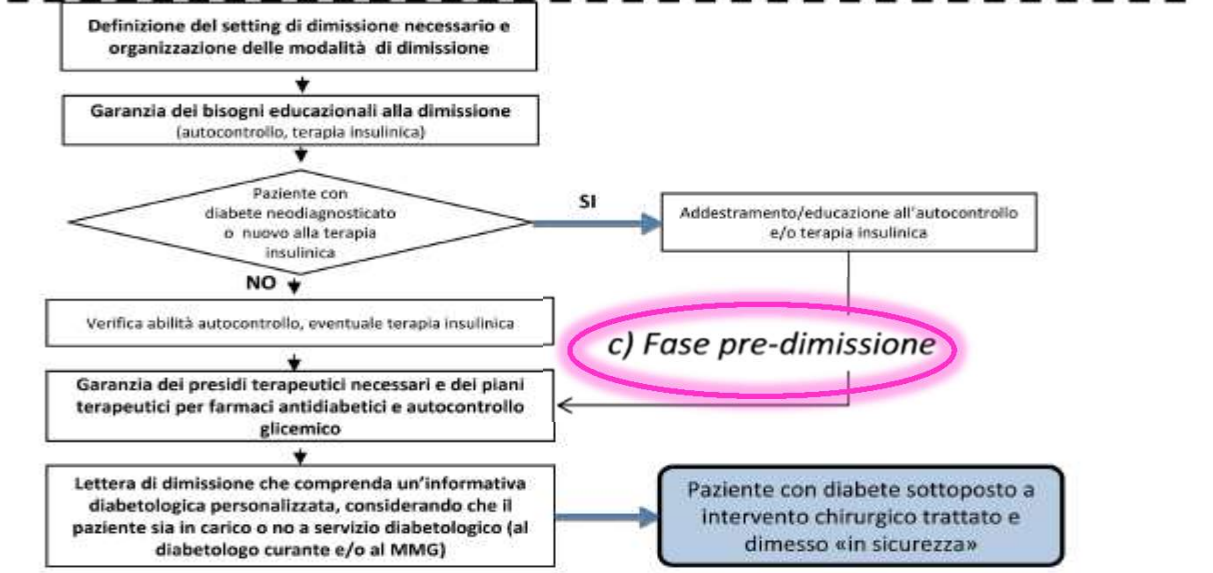 Definizione del setting di dimissione necessario e
organizzazione delle modalità di dimissione
Garanzia dei bisogni educazionali alla dimissione
(autocontrollo, terapia insulinica)
Paziente con
diabete neodiagnosticato
o nuovo alla terapia
insulinica
SI
Addestramento/educazione all'autocontrollo
e/o terapia insulinica
NO
Verifica abilità autocontrollo, eventuale terapia insulinica
c) Fase pre-dimissione
Garanzia dei presidi terapeutici necessari e dei piani
terapeutici per farmaci antidiabetici e autocontrollo
glicemico
Lettera di dimissione che comprenda un'informativa
diabetologica personalizzata, considerando che il
paziente sia in carico o no a servizio diabetologico (al
diabetologo curante e/o al MMG)
Paziente con diabete sottoposto a
intervento chirurgico trattato e
dimesso «in sicurezza»